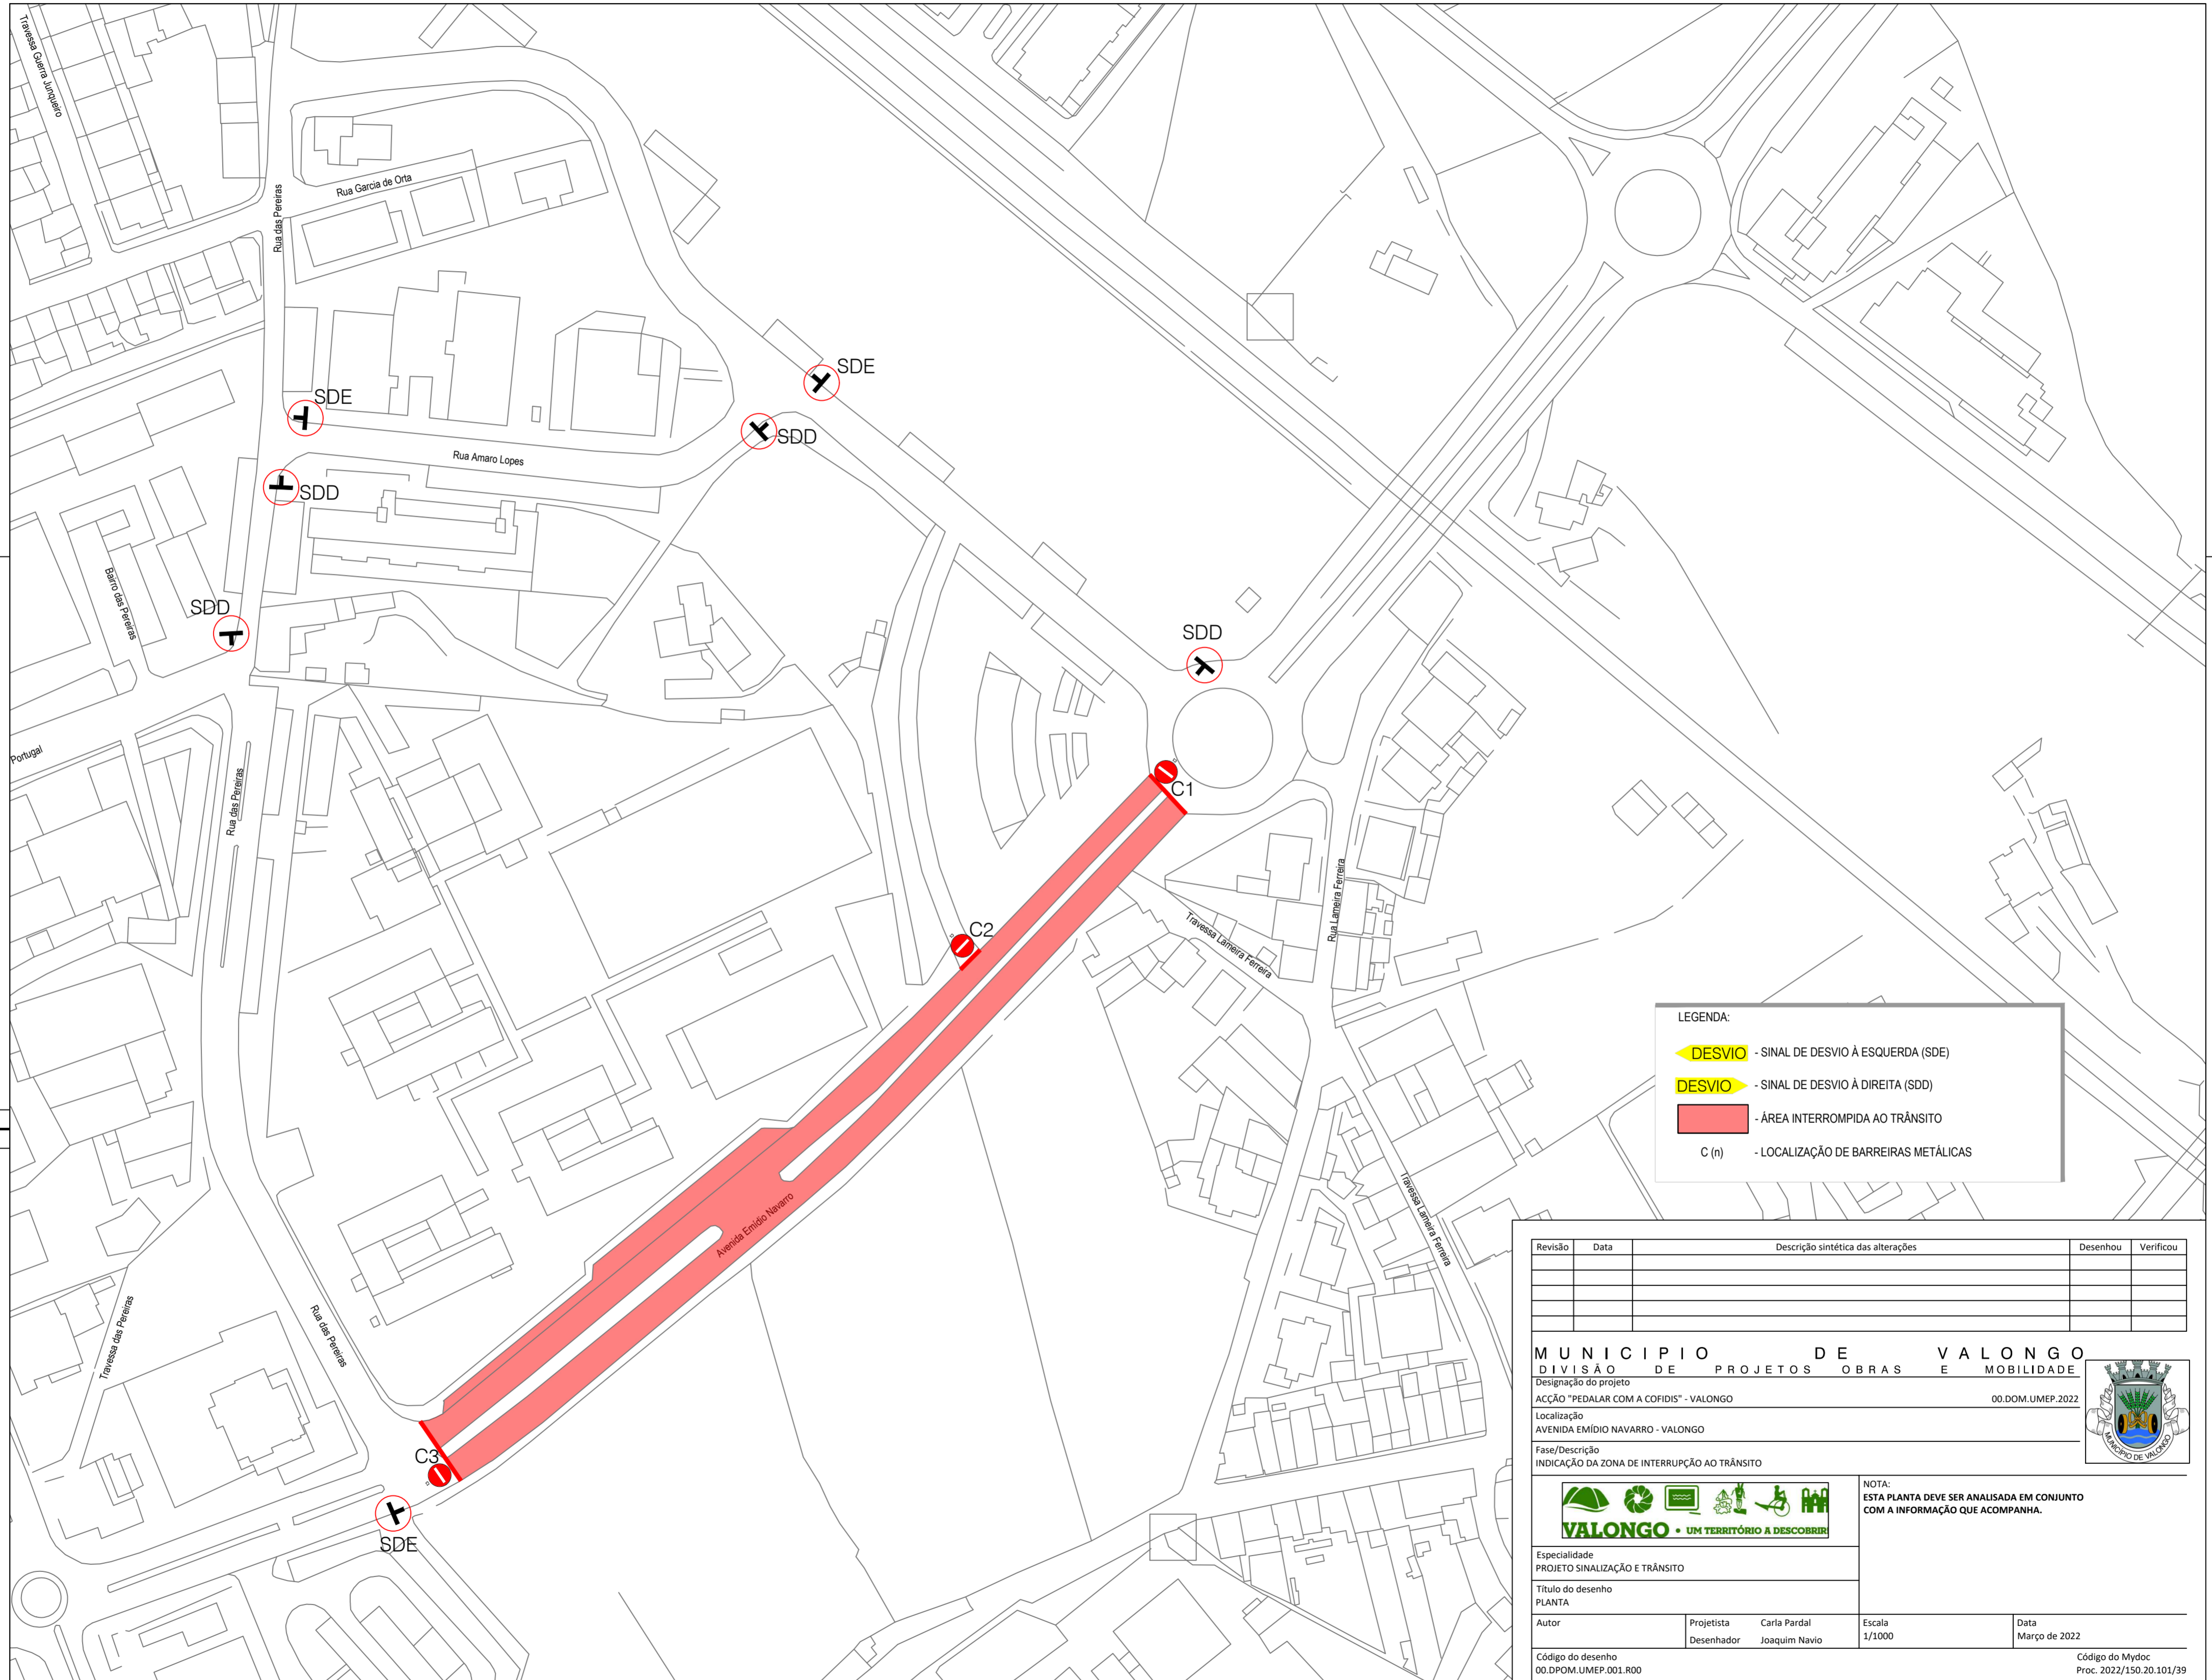 Travessa Guerra Junqueiro
Rua das Pereiras
Rua Garcia de Orta
SDE
SDE
SDD
Rua Amaro Lopes
SDD
Bairro das Pereiras
SDD
SDD
Portugal
Rua das Pereiras
C1
C2
Rua Lameira Ferreira
Travessa Lameira Ferreira
LEGENDA:
DESVIO - SINAL DE DESVIO À ESQUERDA (SDE)
DESVIO - SINAL DE DESVIO À DIREITA (SDD)
- ÁREA INTERROMPIDA AO TRÂNSITO
C (n) - LOCALIZAÇÃO DE BARREIRAS METÁLICAS
Travessa Lameira Ferreira
Avenida Emídio Navarro
Travessa das Pereiras
Rua das Pereiras
C3
SDE
Revisão Data Descrição sintética das alterações Desenhou Verificou
MUNICIPIO DE VALONGO
DIVISÃO DE PROJETOS OBRAS E MOBILIDADE
Designação do projeto
ACÇÃO "PEDALAR COM A COFIDIS" - VALONGO 00.DOM.UMEP.2022
Localização
AVENIDA EMÍDIO NAVARRO - VALONGO
MUNICÍPIO DE VALONGO
Fase/Descrição
INDICAÇÃO DA ZONA DE INTERRUPÇÃO AO TRÂNSITO
VALONGO • UM TERRITÓRIO A DESCOBRIR
NOTA:
ESTA PLANTA DEVE SER ANALISADA EM CONJUNTO
COM A INFORMAÇÃO QUE ACOMPANHA.
Especialidade
PROJETO SINALIZAÇÃO E TRÂNSITO
Título do desenho
PLANTA
Autor Projetista Carla Pardal Escala Data
Desenhador Joaquim Navio 1/1000 Março de 2022
Código do desenho Código do Mydoc
00.DPOM.UMEP.001.R00 Proc. 2022/150.20.101/39